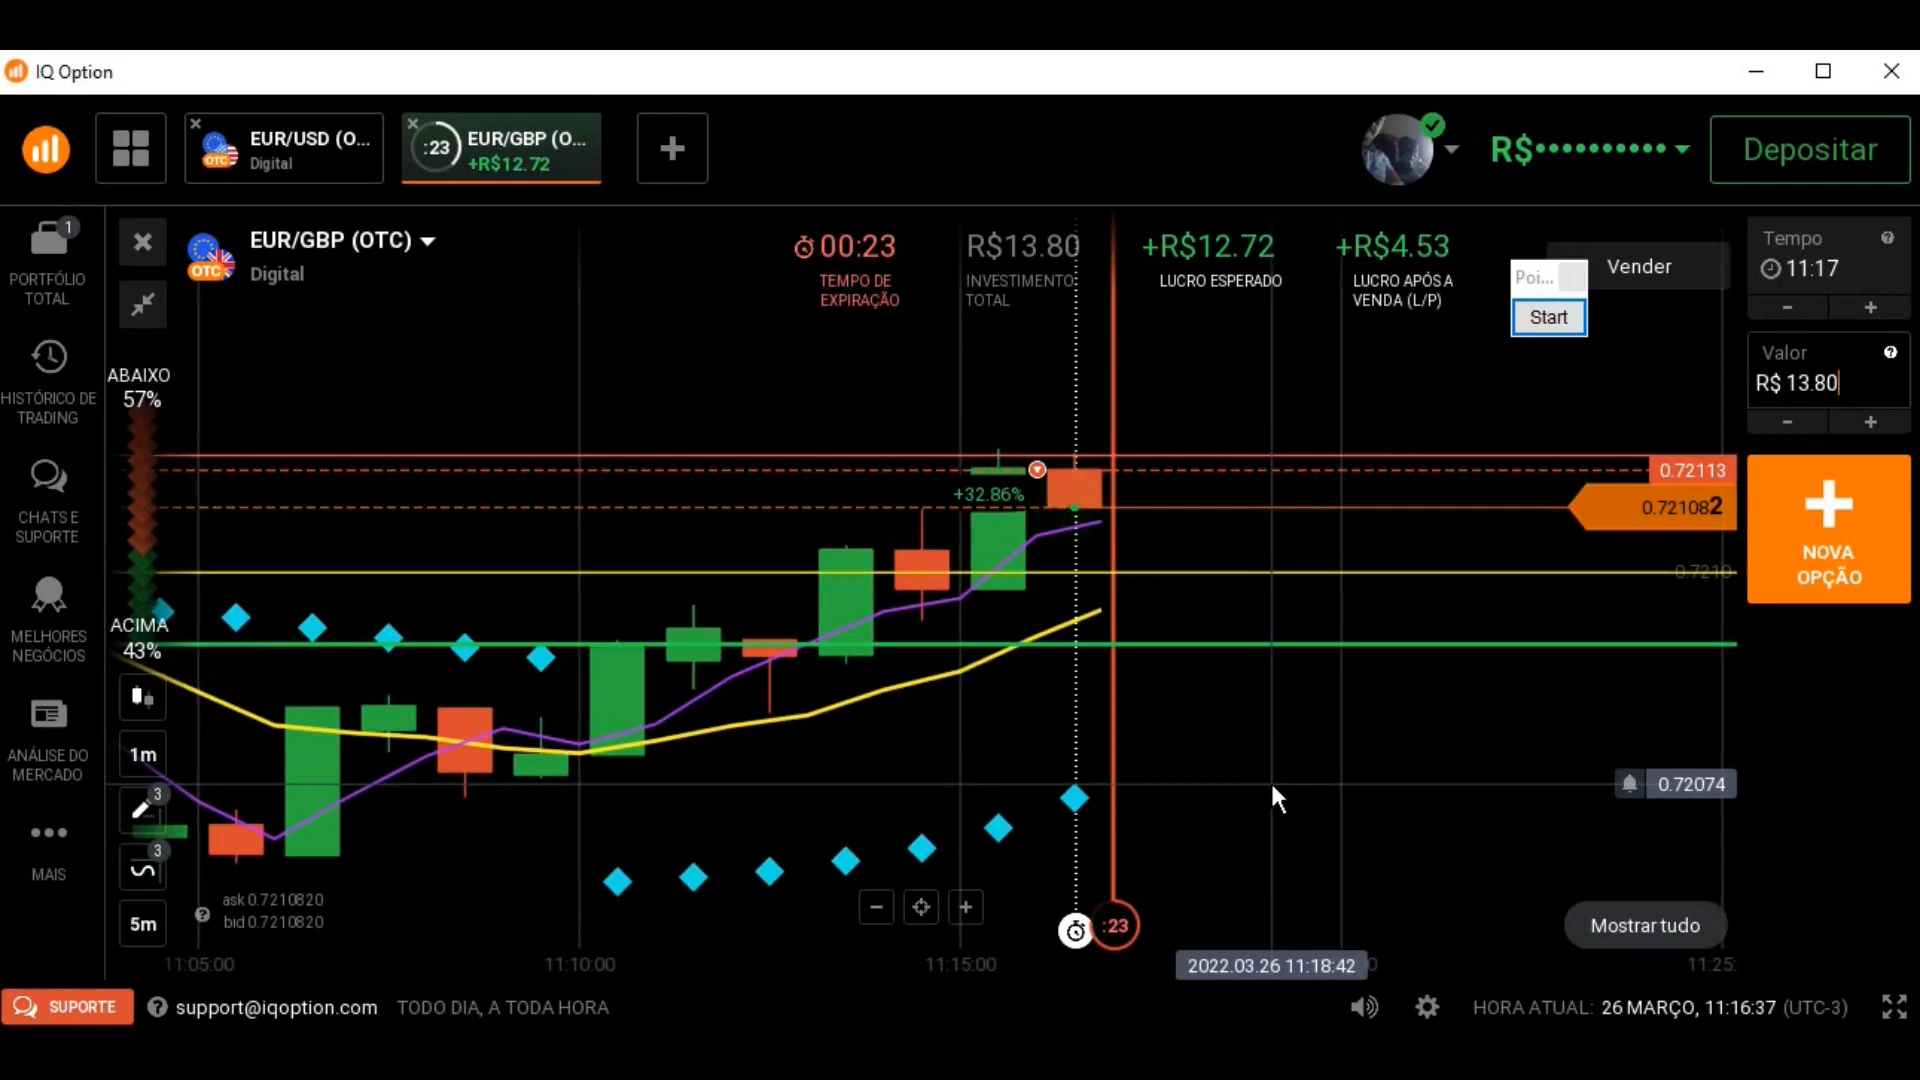 IQ Option
EUR/USD (O...
Digital
OTC
:23
EUR/GBP (O...
+R$12.72
R$••••••••••
Depositar
1
PORTFÓLIO
TOTAL
HISTÓRICO DE
TRADING
CHATS E
SUPORTE
MELHORES
NEGÓCIOS
ANÁLISE DO
MERCADO
MAIS
EUR/GBP (OTC)
Digital
OTC
00:23
TEMPO DE
EXPIRAÇÃO
R$13.80
INVESTIMENTO
TOTAL
+R$12.72
LUCRO ESPERADO
+R$4.53
LUCRO APÓS A
VENDA (L/P)
Poi...
Start
Vender
Tempo
11:17
Valor
R$ 13.80
NOVA
OPÇÃO
ABAIXO
57%
ACIMA
43%
+32.86%
0.72113
0.721082
0.7210
0.72074
1m
3
3
5m
ask 0.7210820
bid 0.7210820
:23
Mostrar tudo
11:05:00
11:10:00
11:15:00
2022.03.26 11:18:42
11:25:
SUPORTE
support@iqoption.com
TODO DIA, A TODA HORA
HORA ATUAL: 26 MARÇO, 11:16:37 (UTC-3)